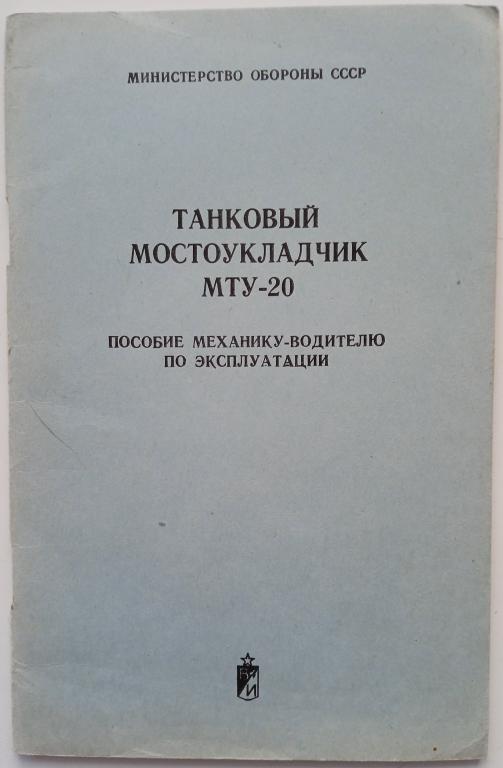 МИНИСТЕРСТВО ОБОРОНЫ СССР
ТАНКОВЫЙ
МОСТОУКЛАДЧИК
МТУ-20
ПОСОБИЕ МЕХАНИКУ-ВОДИТЕЛЮ
ПО ЭКСПЛУАТАЦИИ